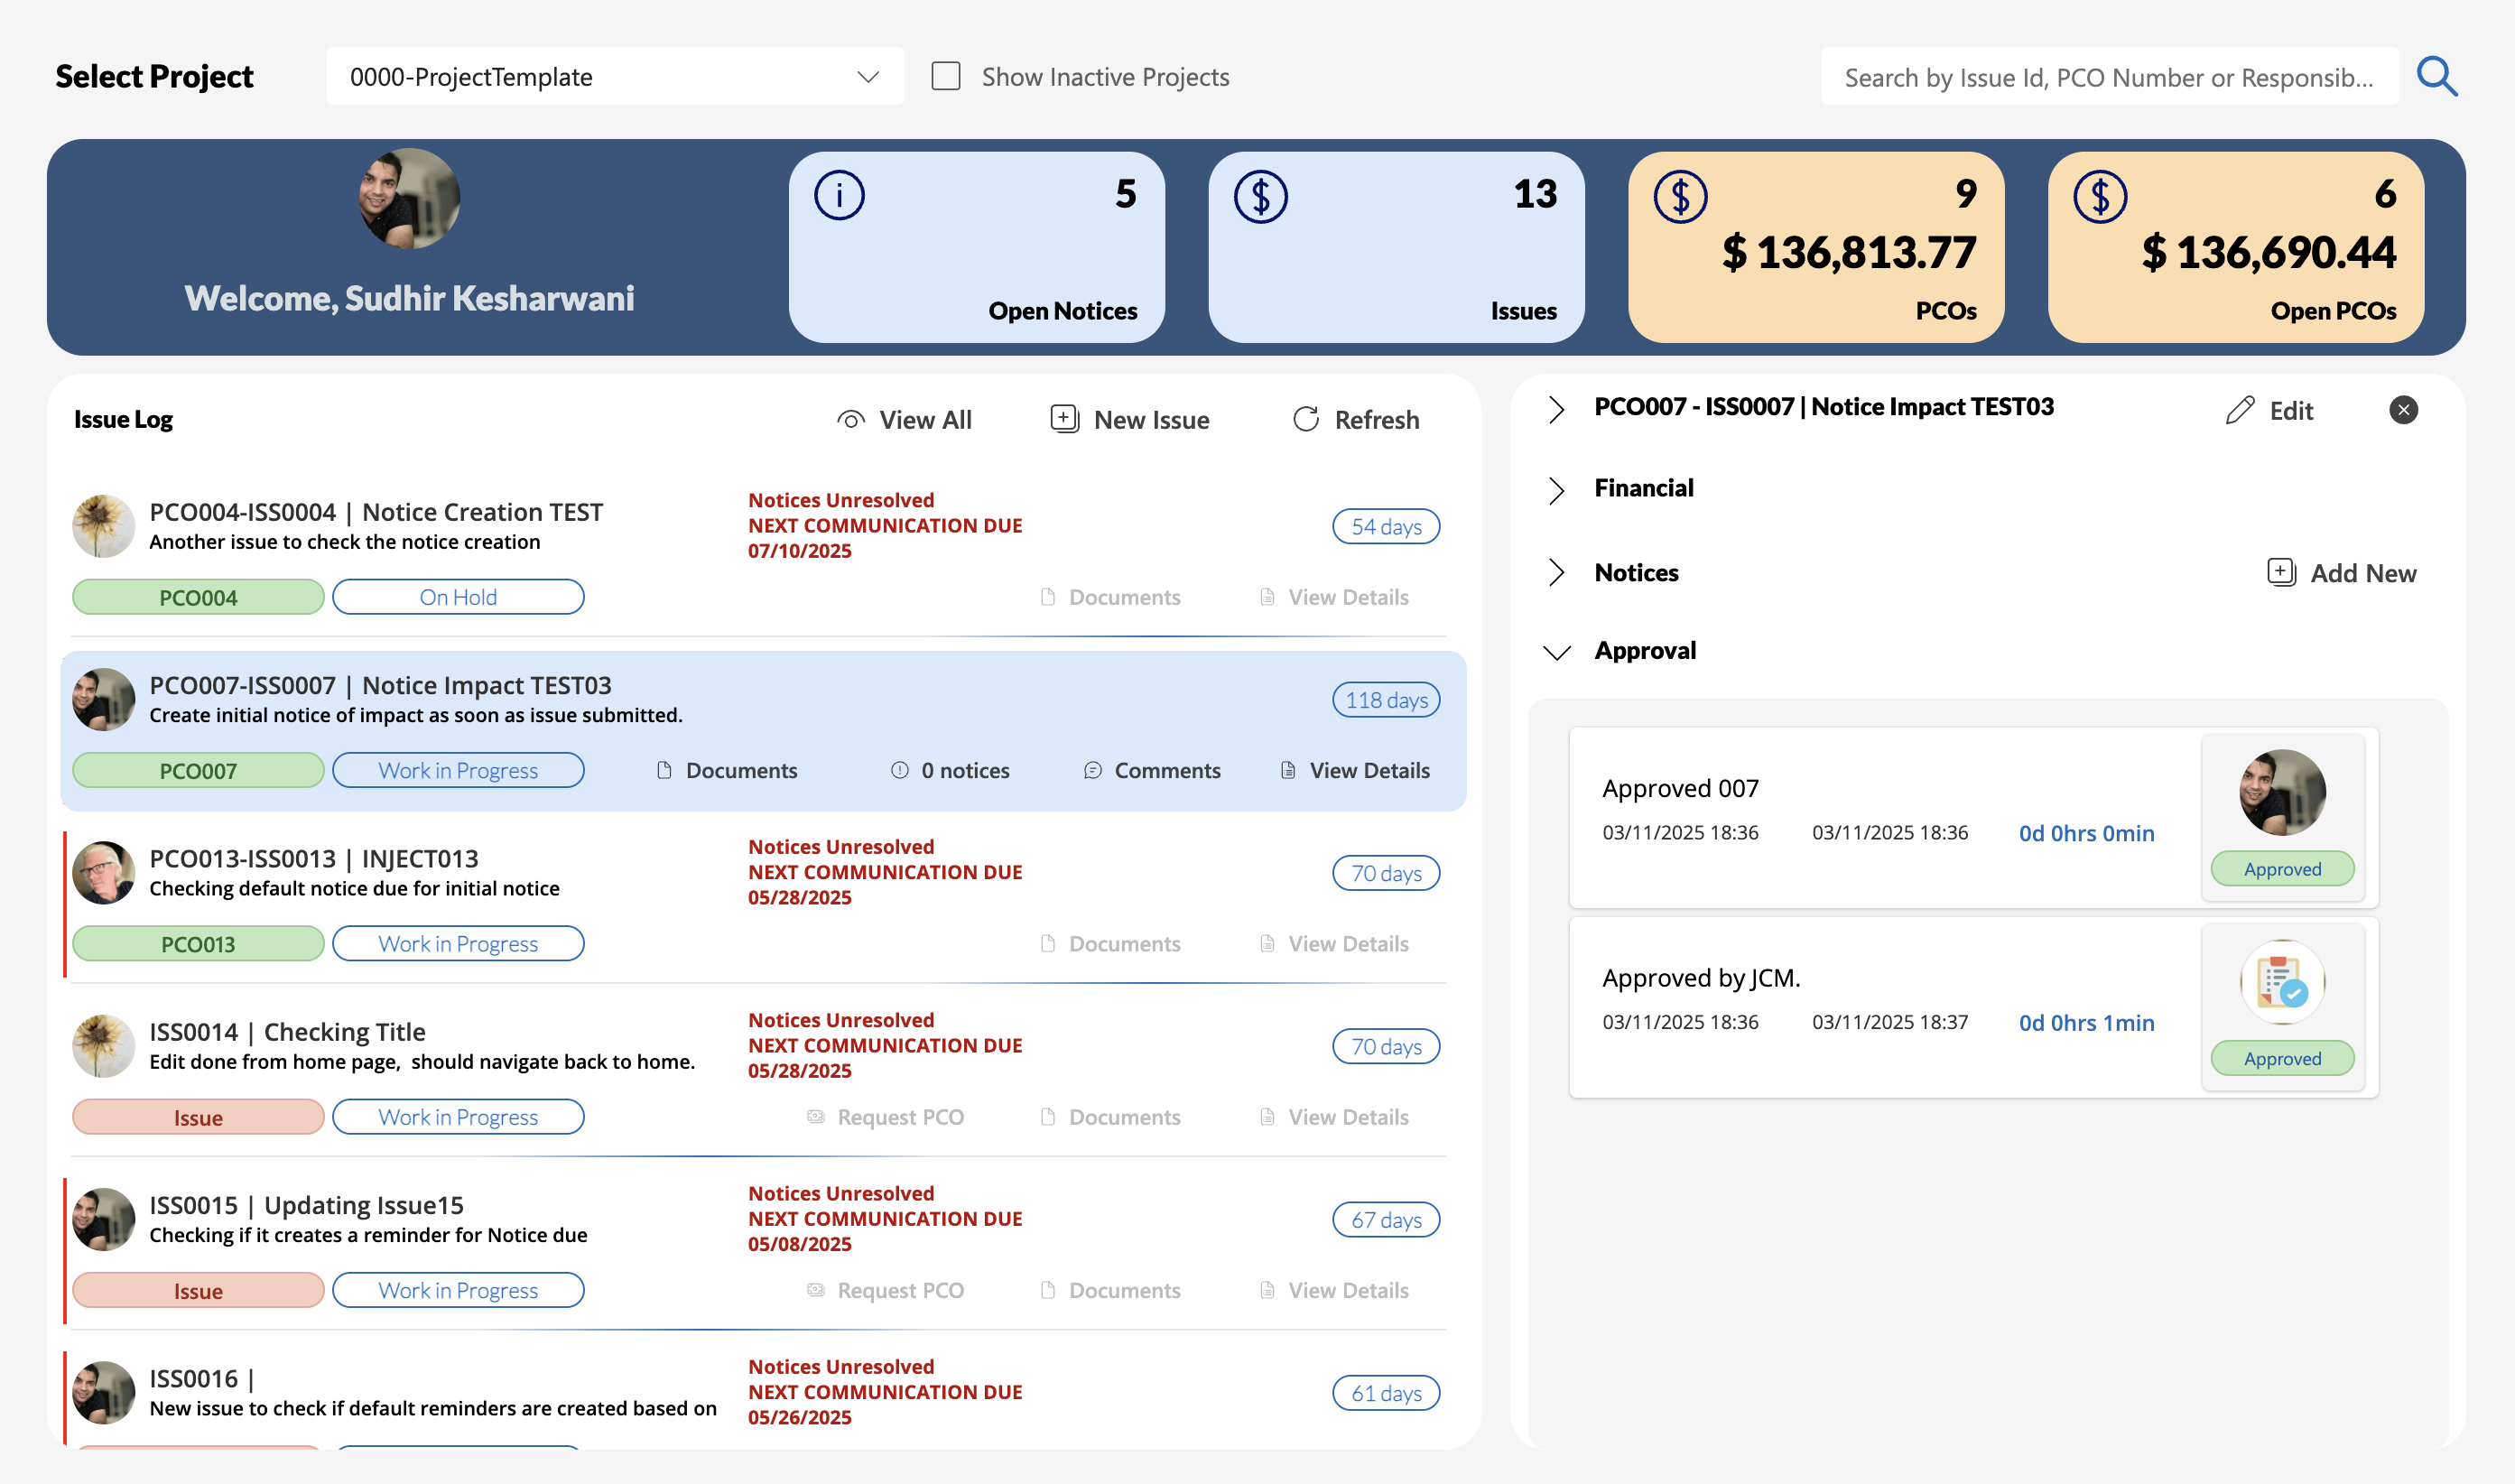 Select Project
0000-ProjectTemplate
Show Inactive Projects
Search by Issue Id, PCO Number or Responsib...
Welcome, Sudhir Kesharwani
5
Open Notices
13
Issues
9
$ 136,813.77
PCOs
6
$ 136,690.44
Open PCOs
Issue Log
View All
New Issue
Refresh
PCO004-ISS0004 | Notice Creation TEST
Another issue to check the notice creation
Notices Unresolved
NEXT COMMUNICATION DUE
07/10/2025
54 days
PCO004
On Hold
Documents
View Details
PCO007-ISS0007 | Notice Impact TEST03
Create initial notice of impact as soon as issue submitted.
118 days
PCO007
Work in Progress
Documents
0 notices
Comments
View Details
PCO013-ISS0013 | INJECT013
Checking default notice due for initial notice
Notices Unresolved
NEXT COMMUNICATION DUE
05/28/2025
70 days
PCO013
Work in Progress
Documents
View Details
ISS0014 | Checking Title
Edit done from home page,  should navigate back to home.
Notices Unresolved
NEXT COMMUNICATION DUE
05/28/2025
70 days
Issue
Work in Progress
Request PCO
Documents
View Details
ISS0015 | Updating Issue15
Checking if it creates a reminder for Notice due
Notices Unresolved
NEXT COMMUNICATION DUE
05/08/2025
67 days
Issue
Work in Progress
Request PCO
Documents
View Details
ISS0016 |
New issue to check if default reminders are created based on
Notices Unresolved
NEXT COMMUNICATION DUE
05/26/2025
61 days
PCO007 - ISS0007 | Notice Impact TEST03
Edit
Financial
Notices
Add New
Approval
Approved 007
03/11/2025 18:36
03/11/2025 18:36
0d 0hrs 0min
Approved
Approved by JCM.
03/11/2025 18:36
03/11/2025 18:37
0d 0hrs 1min
Approved